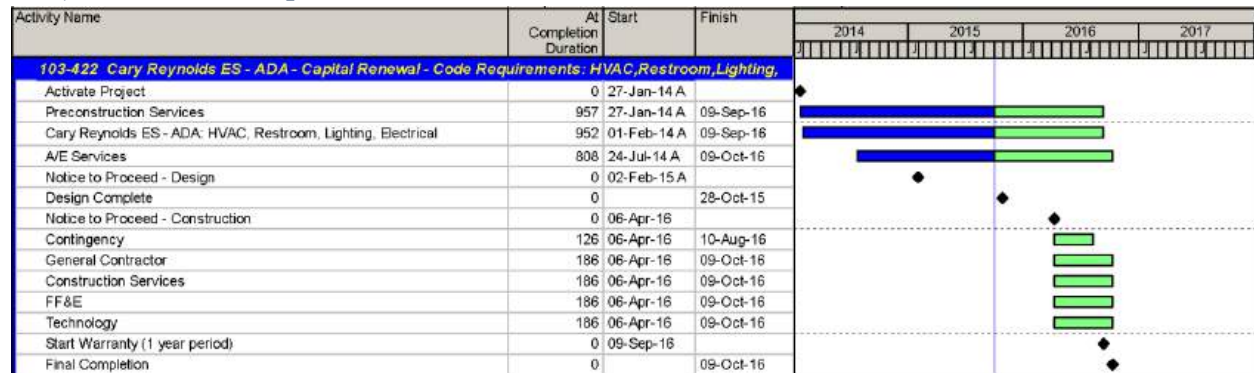 Activity Name At Completion Duration Start Finish 2014 2015 2016 2017
J J J J J J J J
103-422 Cary Reynolds ES - ADA - Capital Renewal - Code Requirements: HVAC,Restroom,Lighting,
Activate Project 0 27-Jan-14 A
Preconstruction Services 957 27-Jan-14 A 09-Sep-16
Cary Reynolds ES - ADA: HVAC, Restroom, Lighting, Electrical 952 01-Feb-14 A 09-Sep-16
A/E Services 808 24-Jul-14 A 09-Oct-16
Notice to Proceed - Design 0 02-Feb-15 A
Design Complete 0 28-Oct-15
Notice to Proceed - Construction 0 06-Apr-16
Contingency 126 06-Apr-16 10-Aug-16
General Contractor 186 06-Apr-16 09-Oct-16
Construction Services 186 06-Apr-16 09-Oct-16
FF&E 186 06-Apr-16 09-Oct-16
Technology 186 06-Apr-16 09-Oct-16
Start Warranty (1 year period) 0 09-Sep-16
Final Completion 0 09-Oct-16